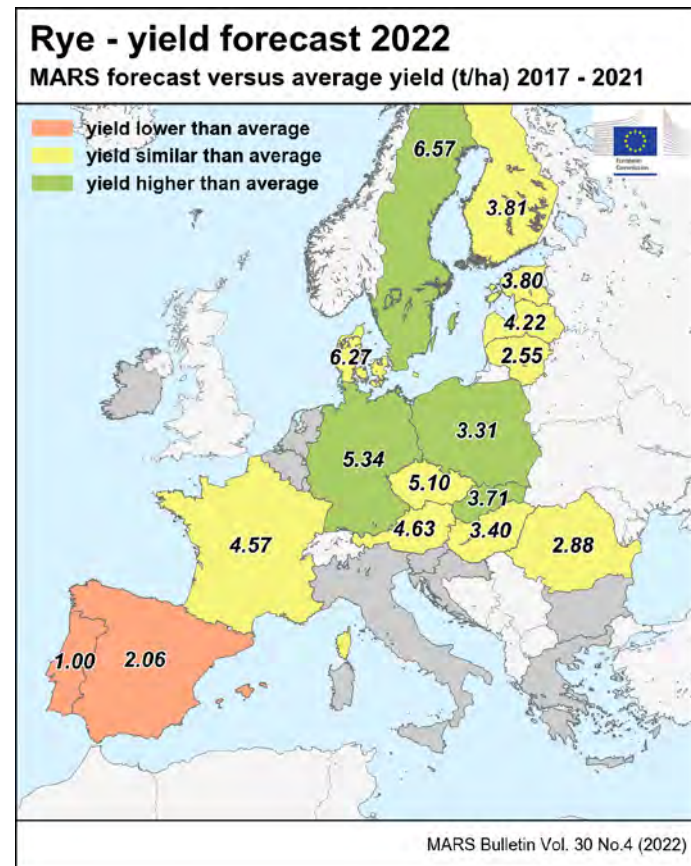 Rye - yield forecast 2022
MARS forecast versus average yield (t/ha) 2017 - 2021
yield lower than average
yield similar than average
yield higher than average
European
Commission
6.57
3.81
3.80
4.22
2.55
6.27
3.31
5.34
5.10
3.71
4.63
3.40
2.88
4.57
1.00
2.06
MARS Bulletin Vol. 30 No.4 (2022)